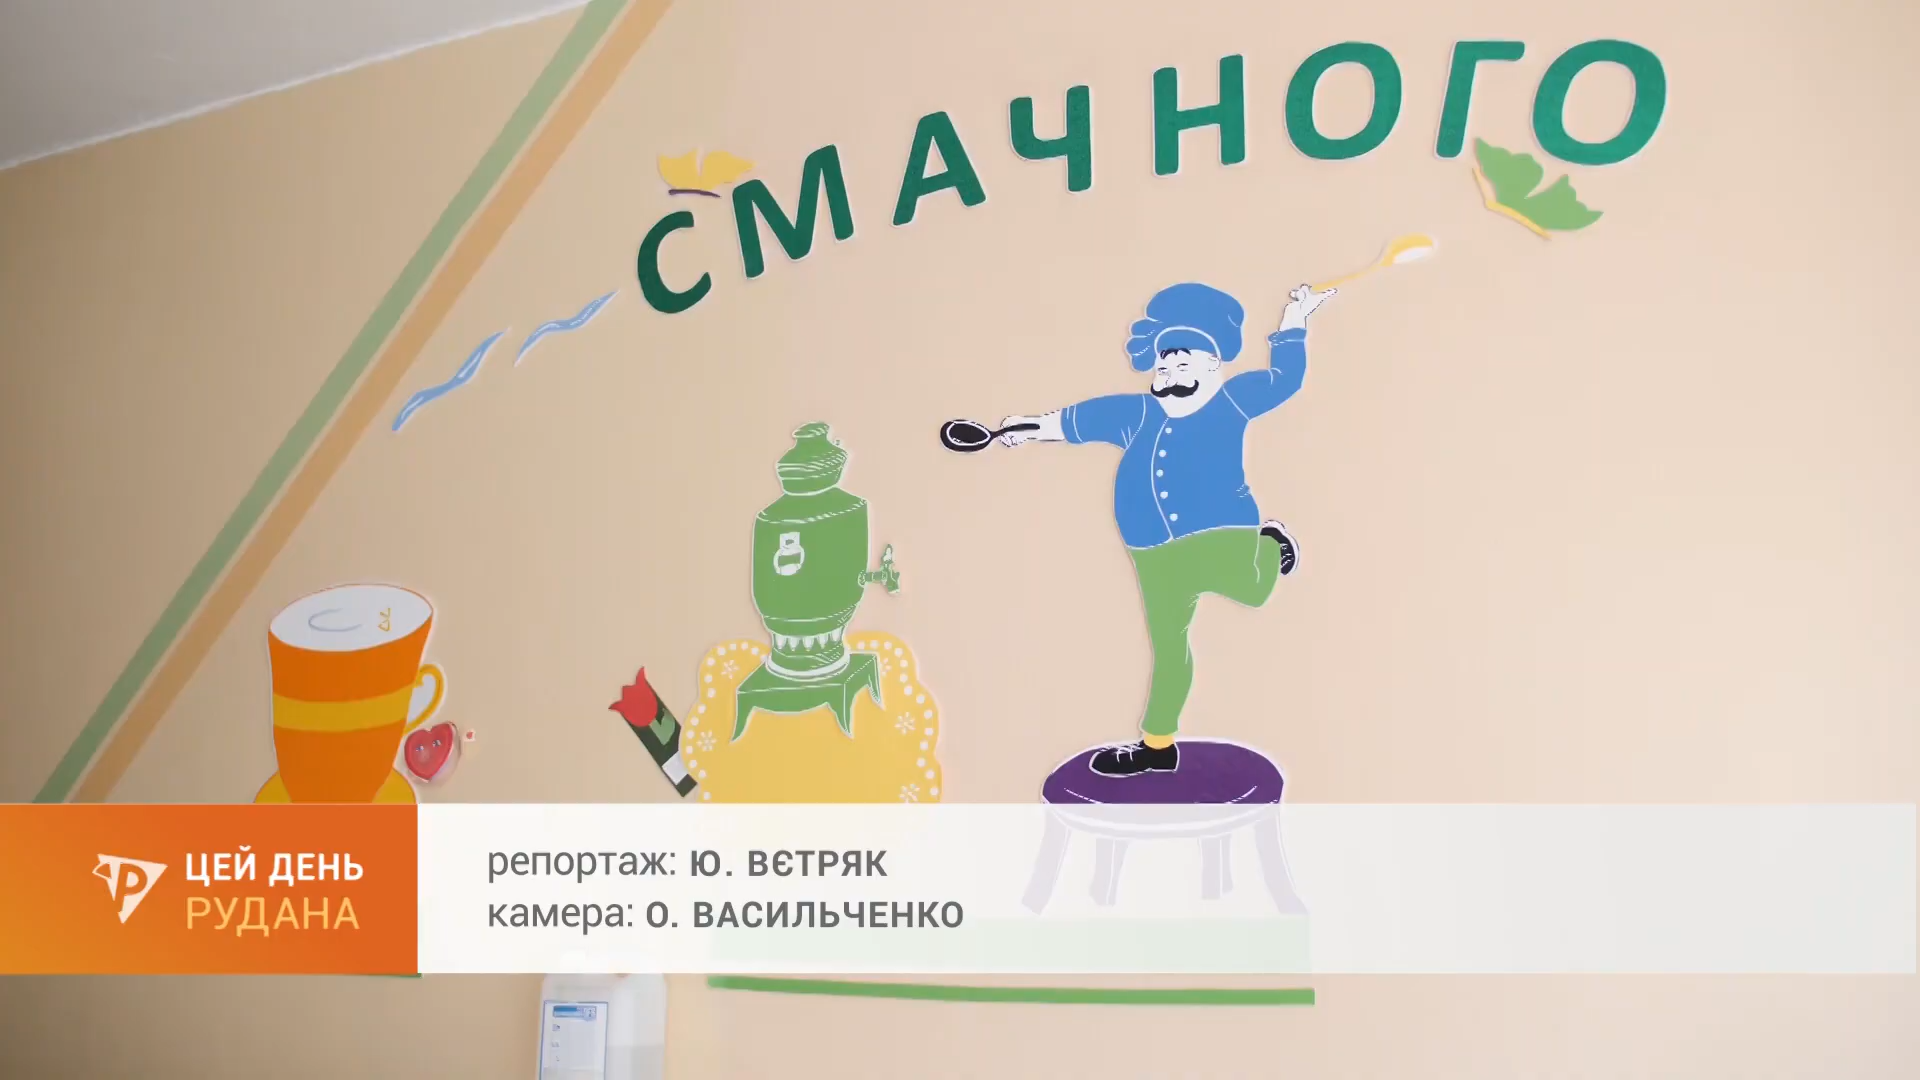 СМАЧНОГО
ЦЕЙ ДЕНЬ
РУДАНА
репортаж: Ю. ВЄТРЯК
камера: О. ВАСИЛЬЧЕНКО